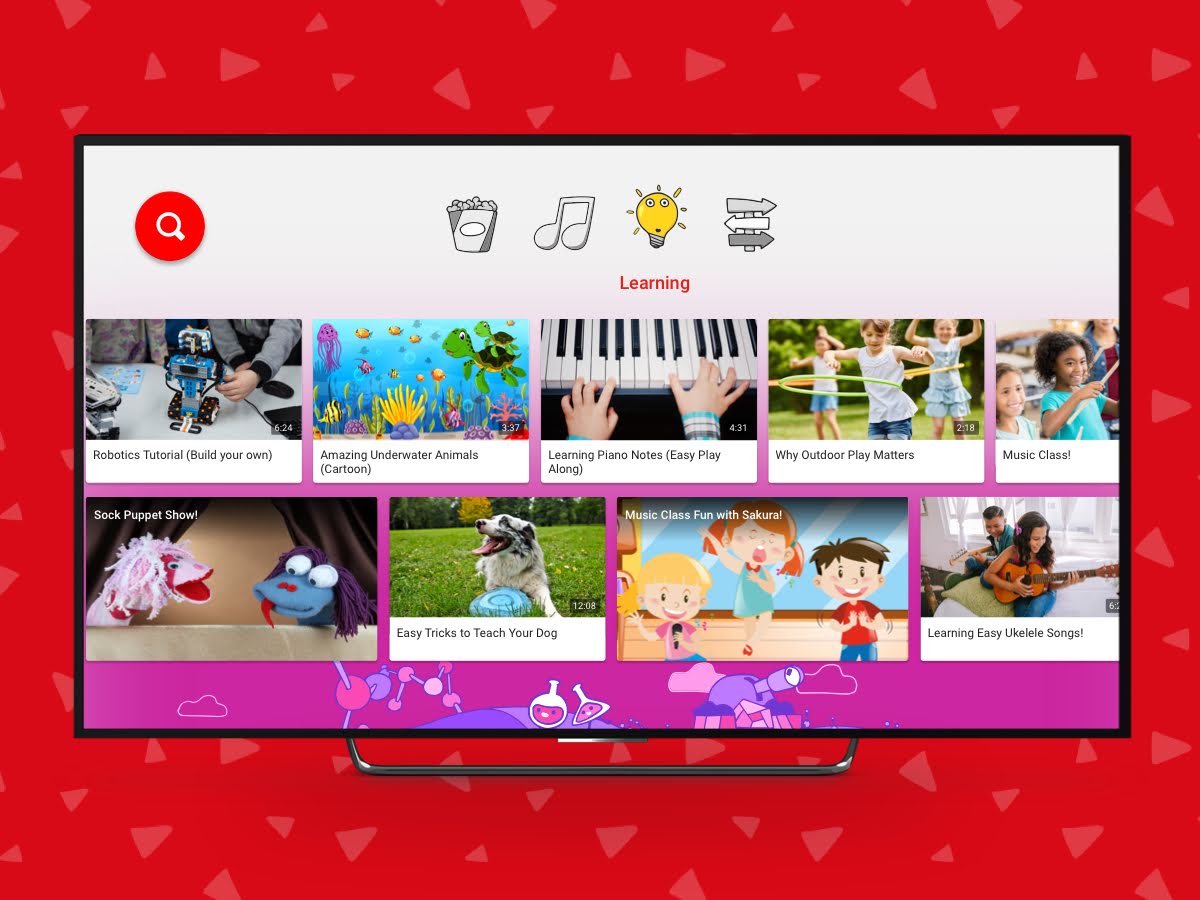 Learning
6:24
3:37
4:31
2:18
Robotics Tutorial (Build your own)
Amazing Underwater Animals
(Cartoon)
Learning Piano Notes (Easy Play
Along)
Why Outdoor Play Matters
Music Class!
Sock Puppet Show!
12:08
Easy Tricks to Teach Your Dog
Music Class Fun with Sakura!
Learning Easy Ukelele Songs!